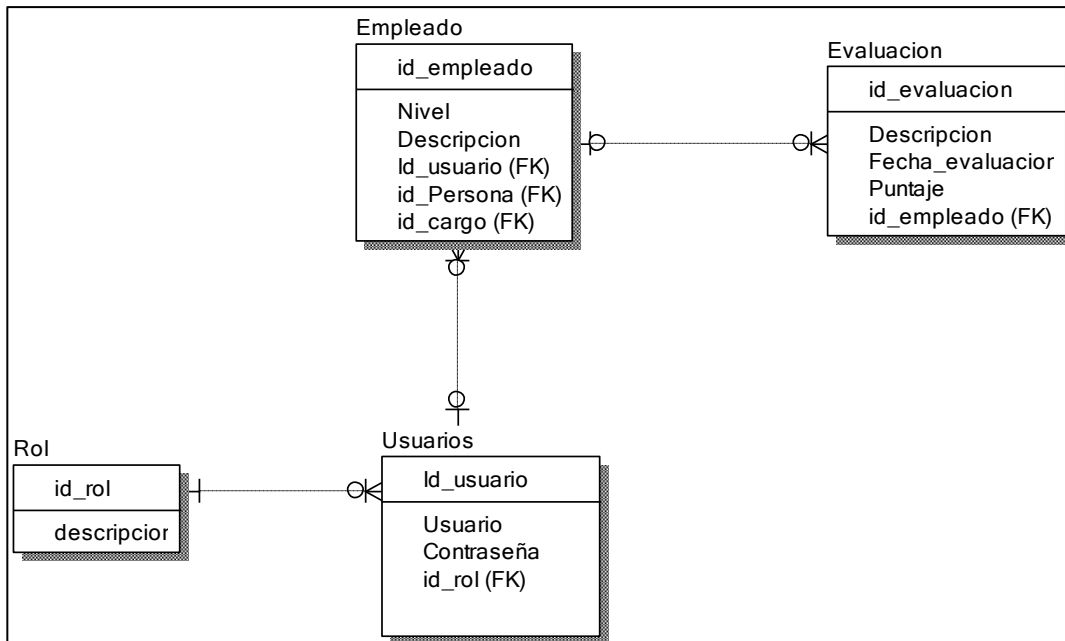 Empleado
id_empleado
Nivel
Descripcion
Id_usuario (FK)
id_Persona (FK)
id_cargo (FK)
Evaluacion
id_evaluacion
Descripcion
Fecha_evaluacior
Puntaje
id_empleado (FK)
Rol
id_rol
descripcior
Usuarios
Id_usuario
Usuario
Contraseña
id_rol (FK)